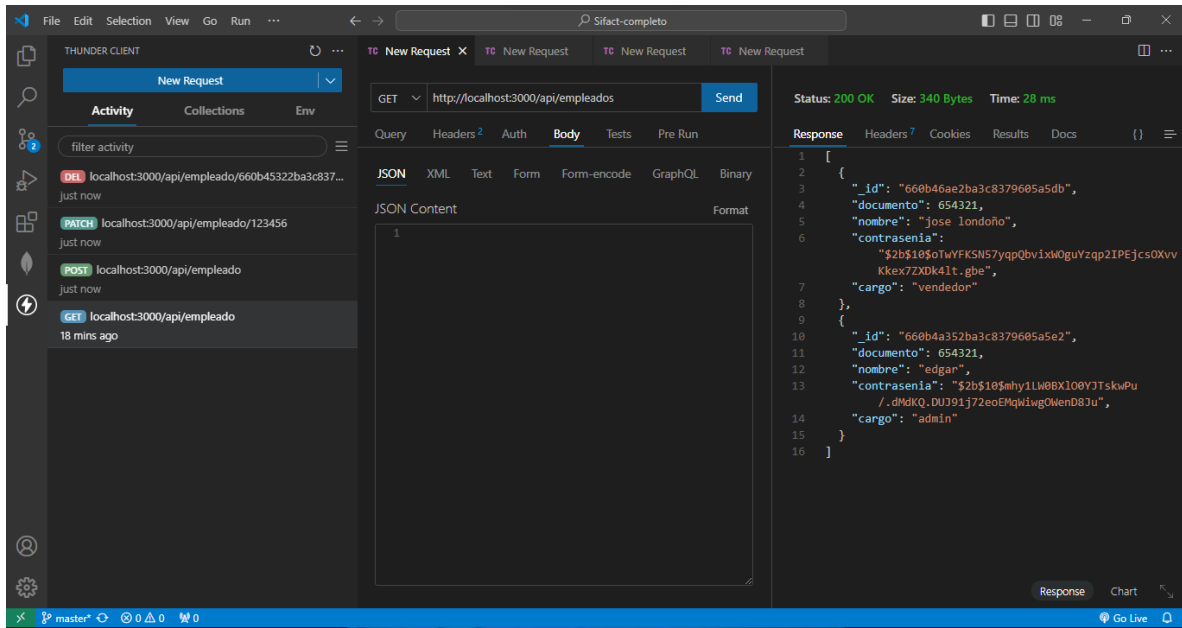 File Edit Selection View Go Run ··· Sifact-completo
THUNDER CLIENT
New Request
Activity Collections Env
filter activity
DEL localhost:3000/api/empleado/660b45322ba3c837...
just now
PATCH localhost:3000/api/empleado/123456
just now
POST localhost:3000/api/empleado
just now
GET localhost:3000/api/empleado
18 mins ago
2
TC New Request TC New Request TC New Request TC New Request
GET http://localhost:3000/api/empleados Send
Query Headers 2 Auth Body Tests Pre Run
JSON XML Text Form Form-encode GraphQL Binary
JSON Content Format
1
Status: 200 OK Size: 340 Bytes Time: 28 ms
Response Headers 7 Cookies Results Docs {}
1 [
2 {
3 "_id": "660b46ae2ba3c8379605a5db",
4 "documento": 654321,
5 "nombre": "jose londoño",
6 "contrasenia":
"$2b$10$oTwYFKSN57yqpQbvixWOguYzqp2IPEjcsOXvv
Kkex7ZXDk4lt.gbe",
7 "cargo": "vendedor"
8 },
9 {
10 "_id": "660b4a352ba3c8379605a5e2",
11 "documento": 654321,
12 "nombre": "edgar",
13 "contrasenia": "$2b$10$mhy1LW0BXlO0YJTskwPu
/.dMdKQ.DUJ91j72eoEMqWiwgOWenD8Ju",
14 "cargo": "admin"
15 }
16 ]
Response Chart
master* 0 0 0 Go Live